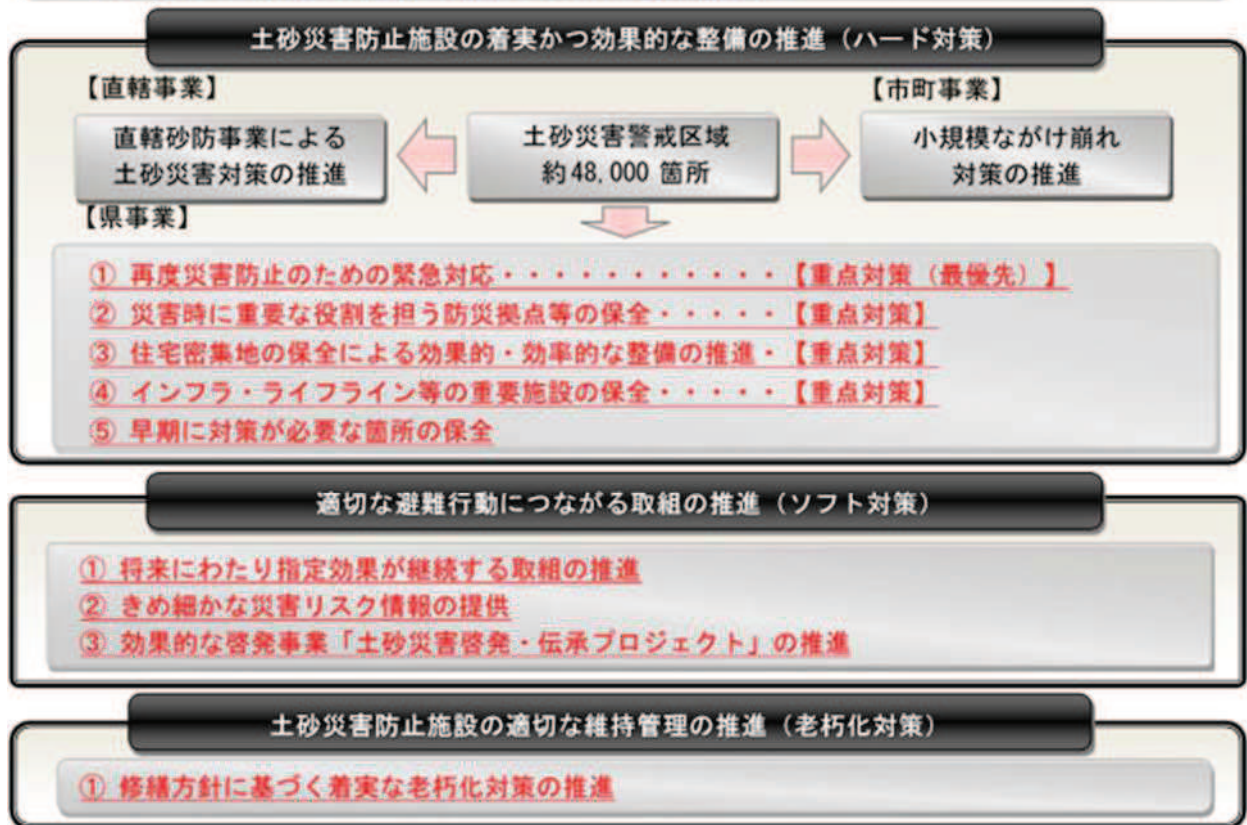 土砂災害防止施設の着実かつ効果的な整備の推進（ハード対策）
【直轄事業】
直轄砂防事業による
土砂災害対策の推進
土砂災害警戒区域
約48,000 箇所
【市町事業】
小規模ながけ崩れ
対策の推進
【県事業】
① 再度災害防止のための緊急対応・・・・・・・・・・・【重点対策（最優先）】
② 災害時に重要な役割を担う防災拠点等の保全・・・・・【重点対策】
③ 住宅密集地の保全による効果的・効率的な整備の推進・【重点対策】
④ インフラ・ライフライン等の重要施設の保全・・・・・【重点対策】
⑤ 早期に対策が必要な箇所の保全
適切な避難行動につながる取組の推進（ソフト対策）
① 将来にわたり指定効果が継続する取組の推進
② きめ細かな災害リスク情報の提供
③ 効果的な啓発事業「土砂災害啓発・伝承プロジェクト」の推進
土砂災害防止施設の適切な維持管理の推進（老朽化対策）
① 修繕方針に基づく着実な老朽化対策の推進